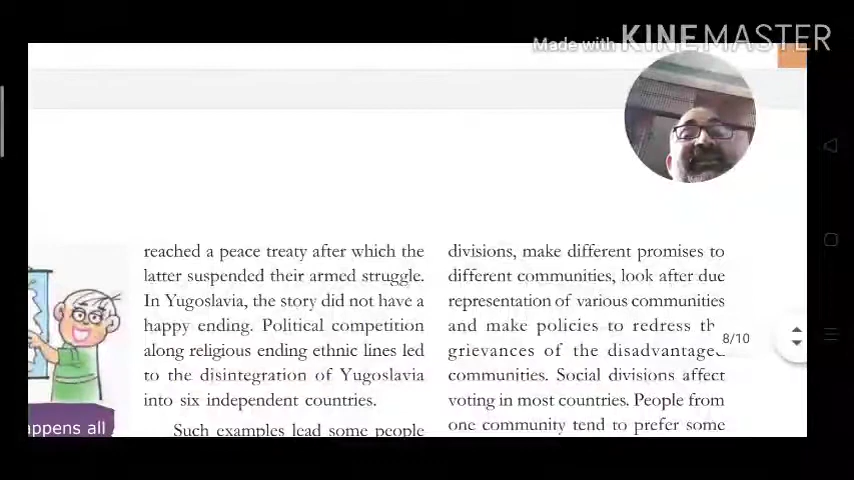 Made with KINEMASTER
reached a peace treaty after which the
latter suspended their armed struggle.
In Yugoslavia, the story did not have a
happy ending. Political competition
along religious ending ethnic lines led
to the disintegration of Yugoslavia
into six independent countries.
Such examples lead some people
appens all
divisions, make different promises to
different communities, look after due
representation of various communities
and make policies to redress th
grievances of the disadvantaged
communities. Social divisions affect
voting in most countries. People from
one community tend to prefer some
8/10